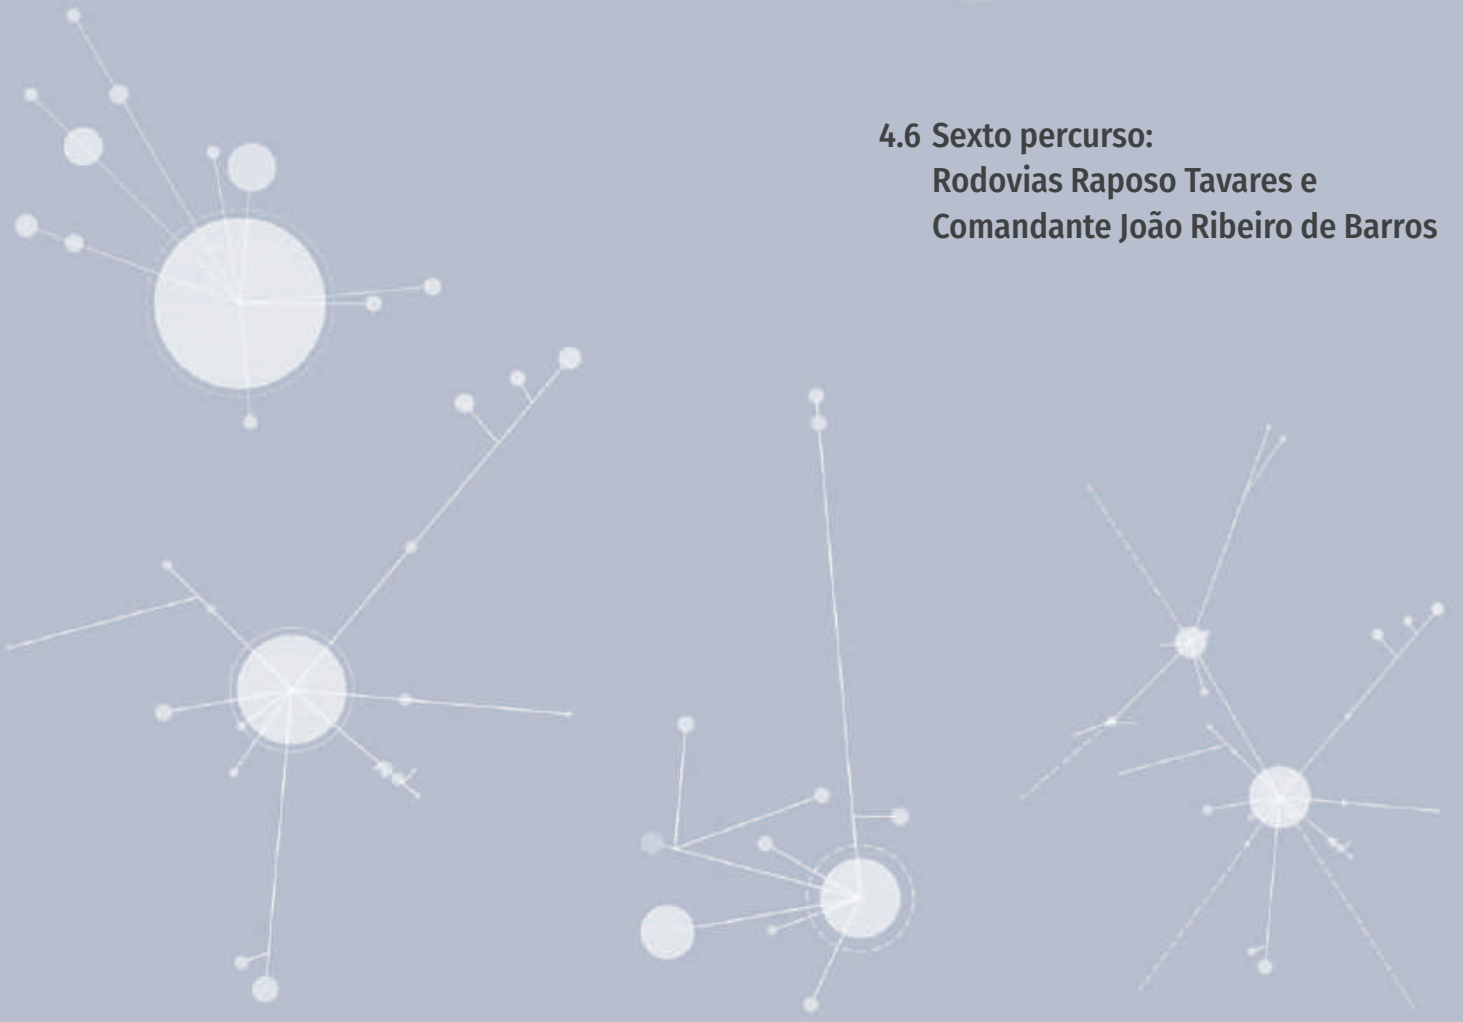 4.6 Sexto percurso:
Rodovias Raposo Tavares e
Comandante João Ribeiro de Barros